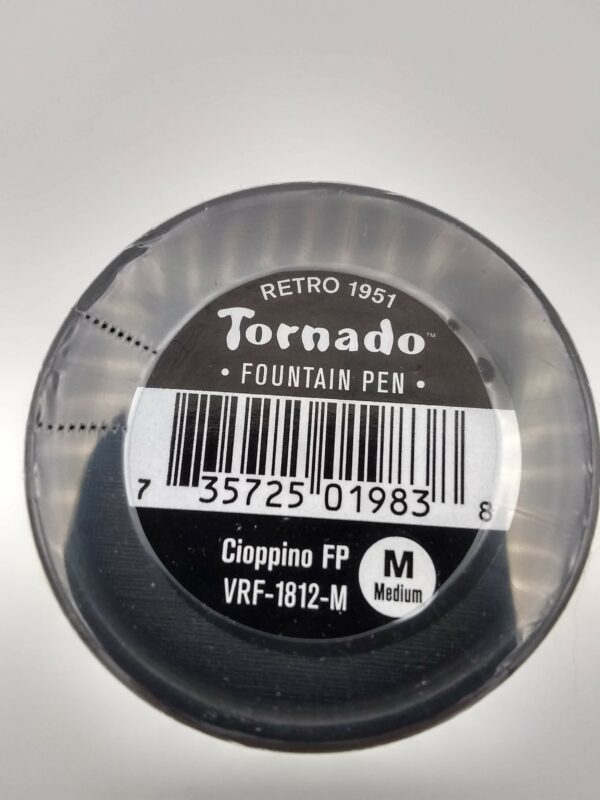 RETRO 1951
Tornado™
• FOUNTAIN PEN •
7 35725 01983 8
Cioppino FP
VRF-1812-M
M
Medium